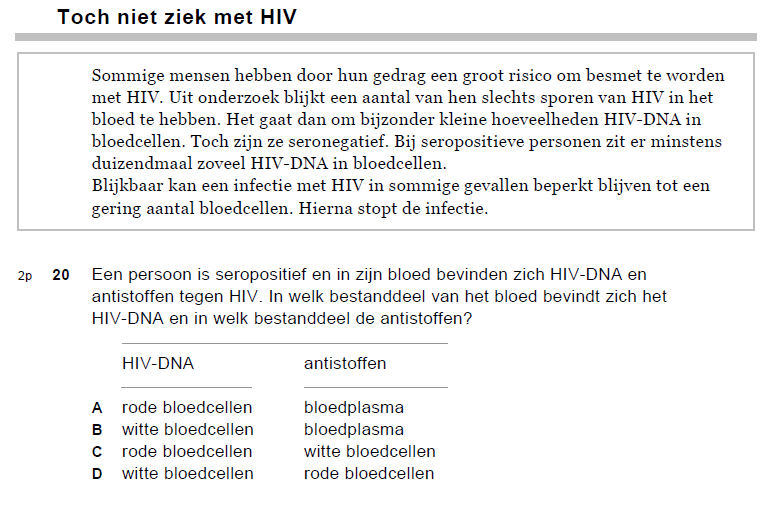 Toch niet ziek met HIV
Sommige mensen hebben door hun gedrag een groot risico om besmet te worden
met HIV. Uit onderzoek blijkt een aantal van hen slechts sporen van HIV in het
bloed te hebben. Het gaat dan om bijzonder kleine hoeveelheden HIV-DNA in
bloedcellen. Toch zijn ze seronegatief. Bij seropositieve personen zit er minstens
duizendmaal zoveel HIV-DNA in bloedcellen.
Blijkbaar kan een infectie met HIV in sommige gevallen beperkt blijven tot een
gering aantal bloedcellen. Hierna stopt de infectie.
2p 20 Een persoon is seropositief en in zijn bloed bevinden zich HIV-DNA en
antistoffen tegen HIV. In welk bestanddeel van het bloed bevindt zich het
HIV-DNA en in welk bestanddeel de antistoffen?
HIV-DNA antistoffen
A rode bloedcellen bloedplasma
B witte bloedcellen bloedplasma
C rode bloedcellen witte bloedcellen
D witte bloedcellen rode bloedcellen